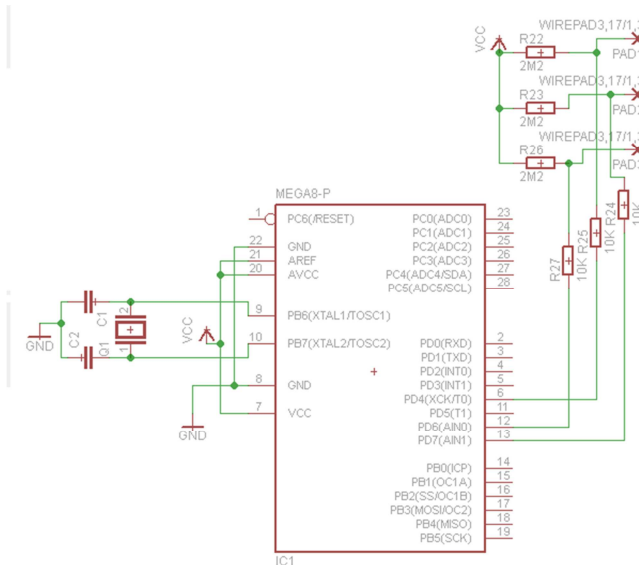 WIREPAD3,17/1,
VCC
R22
2M2
PAD1
WIREPAD3,17/1,
R23
2M2
PAD2
WIREPAD3,17/1,
R26
2M2
PAD3
R24
10K
R25
10K
R27
10K
MEGA8-P
1 PC6(/RESET)
22 GND
21 AREF
20 AVCC
9 PB6(XTAL1/TOSC1)
10 PB7(XTAL2/TOSC2)
8 GND
7 VCC
PC0(ADC0) 23
PC1(ADC1) 24
PC2(ADC2) 25
PC3(ADC3) 26
PC4(ADC4/SDA) 27
PC5(ADC5/SCL) 28
PD0(RXD) 2
PD1(TXD) 3
PD2(INT0) 4
PD3(INT1) 5
PD4(XCK/T0) 6
PD5(T1) 11
PD6(AIN0) 12
PD7(AIN1) 13
PB0(ICP) 14
PB1(OC1A) 15
PB2(SS/OC1B) 16
PB3(MOSI/OC2) 17
PB4(MISO) 18
PB5(SCK) 19
IC1
GND
C1
C2
Q1
2
1
VCC
GND